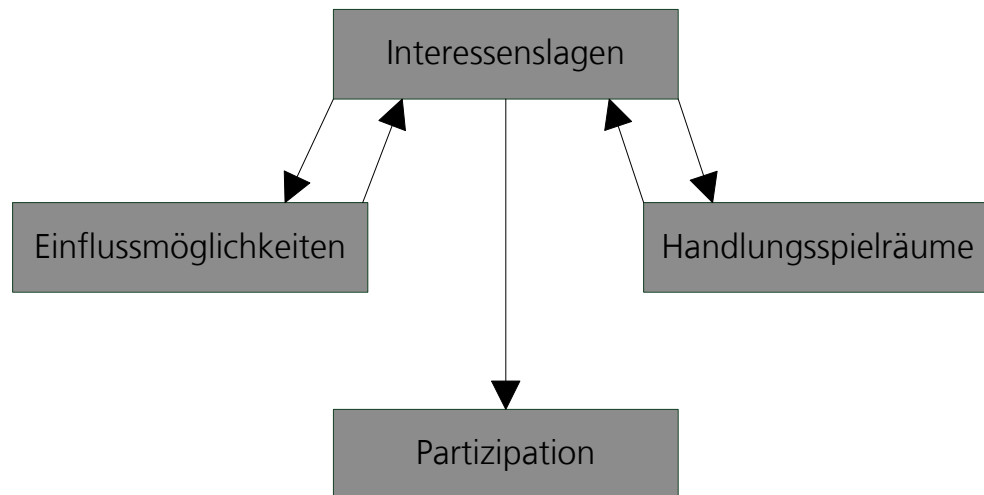 Interessenslagen
Einflussmöglichkeiten
Handlungsspielräume
Partizipation